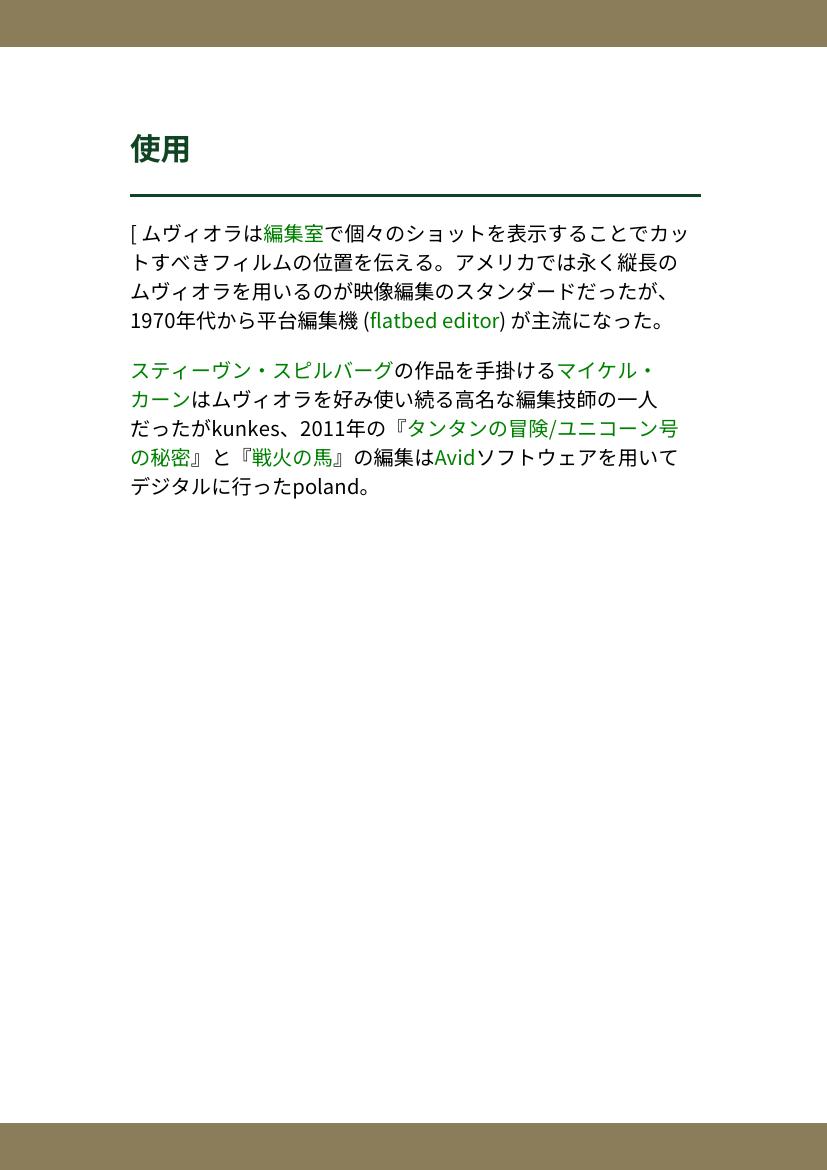 使用
[ ムヴィオラは編集室で個々のショットを表示することでカッ
トすべきフィルムの位置を伝える。アメリカでは永く縦長の
ムヴィオラを用いるのが映像編集のスタンダードだったが、
1970年代から平台編集機 (flatbed editor) が主流になった。
スティーヴン・スピルバーグの作品を手掛けるマイケル・
カーンはムヴィオラを好み使い続る高名な編集技師の一人
だったがkunkes、2011年の『タンタンの冒険/ユニコーン号
の秘密』と『戦火の馬』の編集はAvidソフトウェアを用いて
デジタルに行ったpoland。